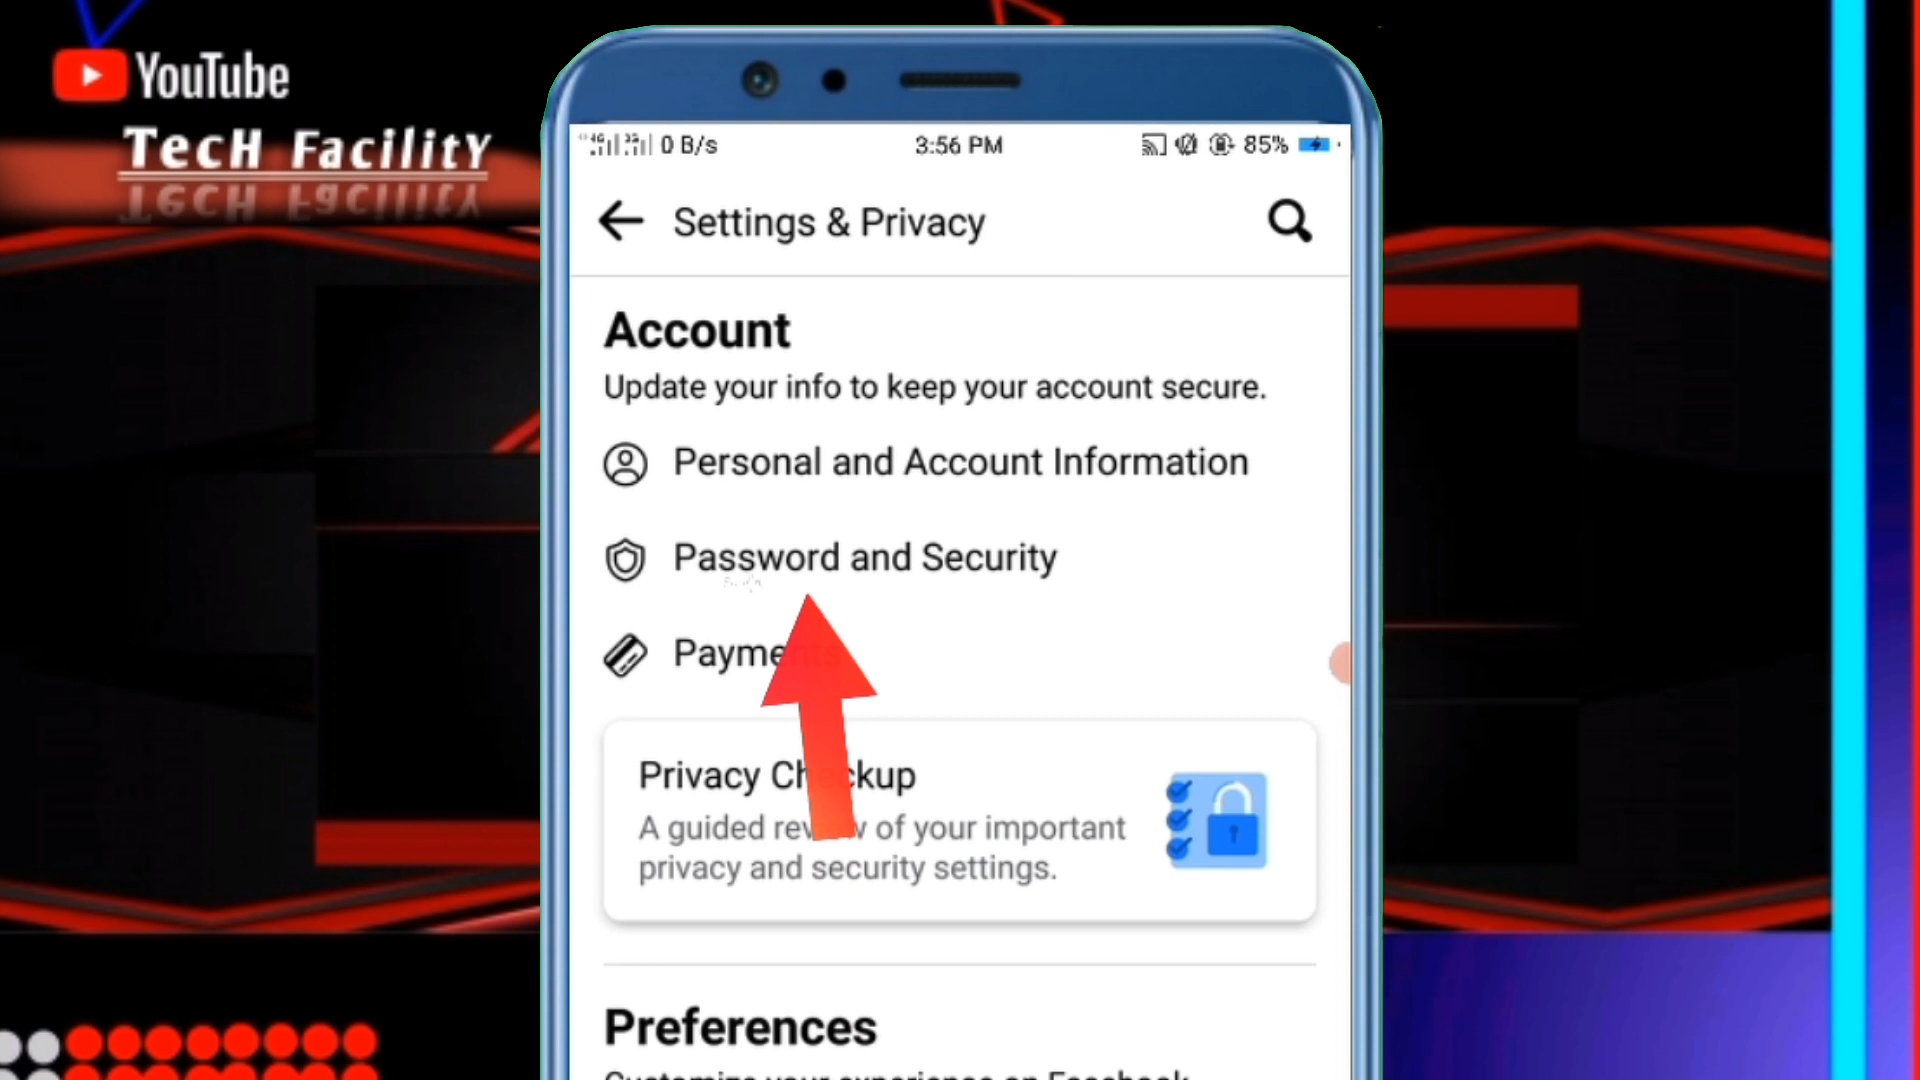 YouTube
TecH FacilitY
0 B/s 3:56 PM 85%
Settings & Privacy
Account
Update your info to keep your account secure.
Personal and Account Information
Password and Security
Payments
Privacy Checkup
A guided review of your important
privacy and security settings.
Preferences
Customize your experience on Facebook